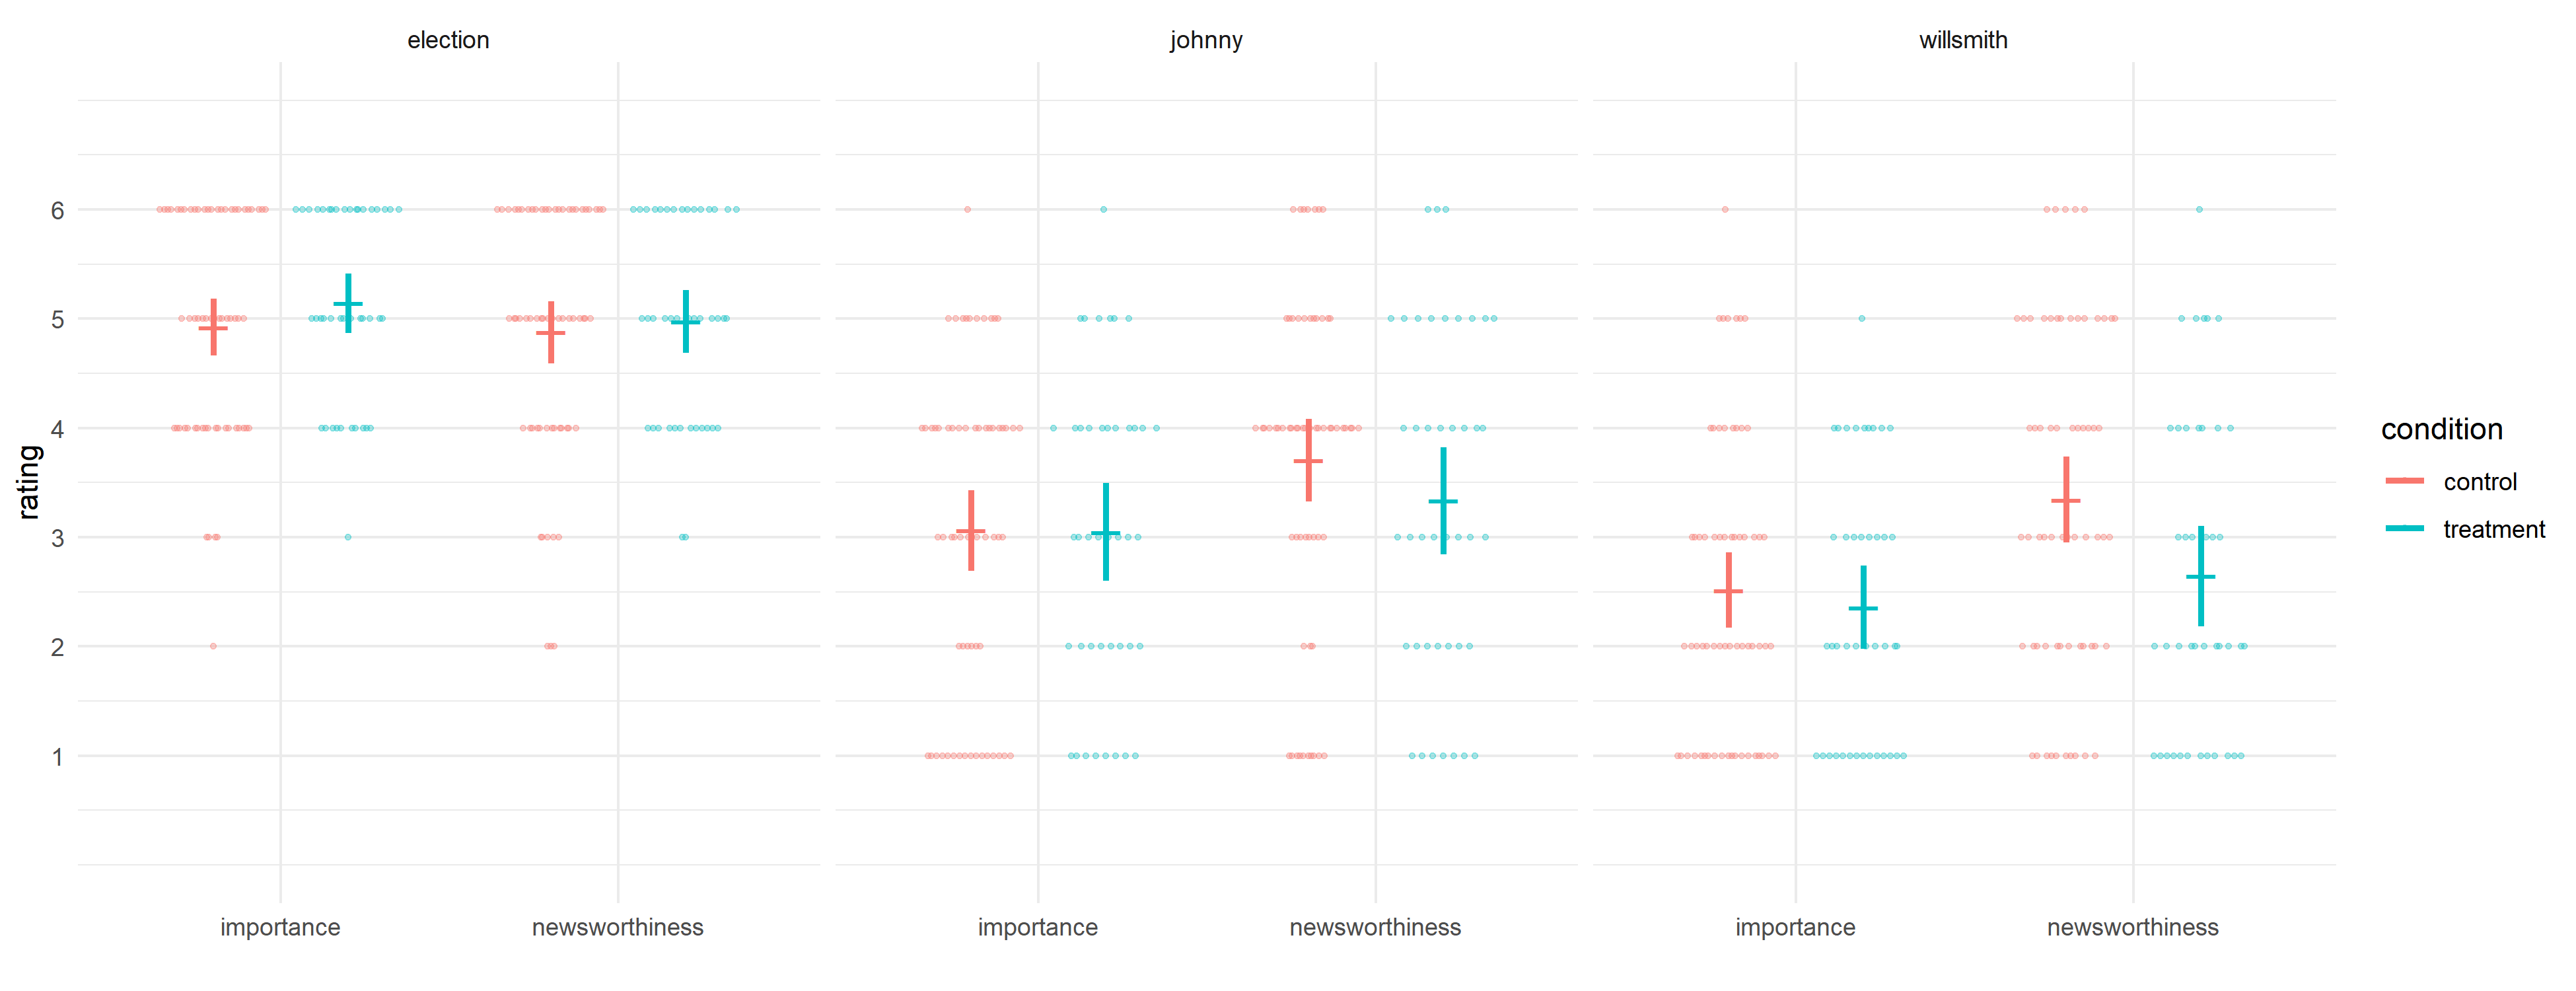 election
johnny
willsmith
rating
6
5
4
3
2
1
importance
newsworthiness
importance
newsworthiness
importance
newsworthiness
condition
control
treatment